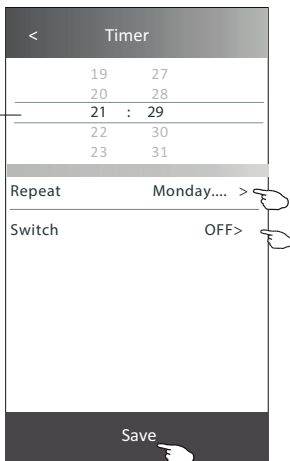 < Timer
19 27
20 28
21 : 29
22 30
23 31
Repeat Monday.... >
Switch OFF>
Save